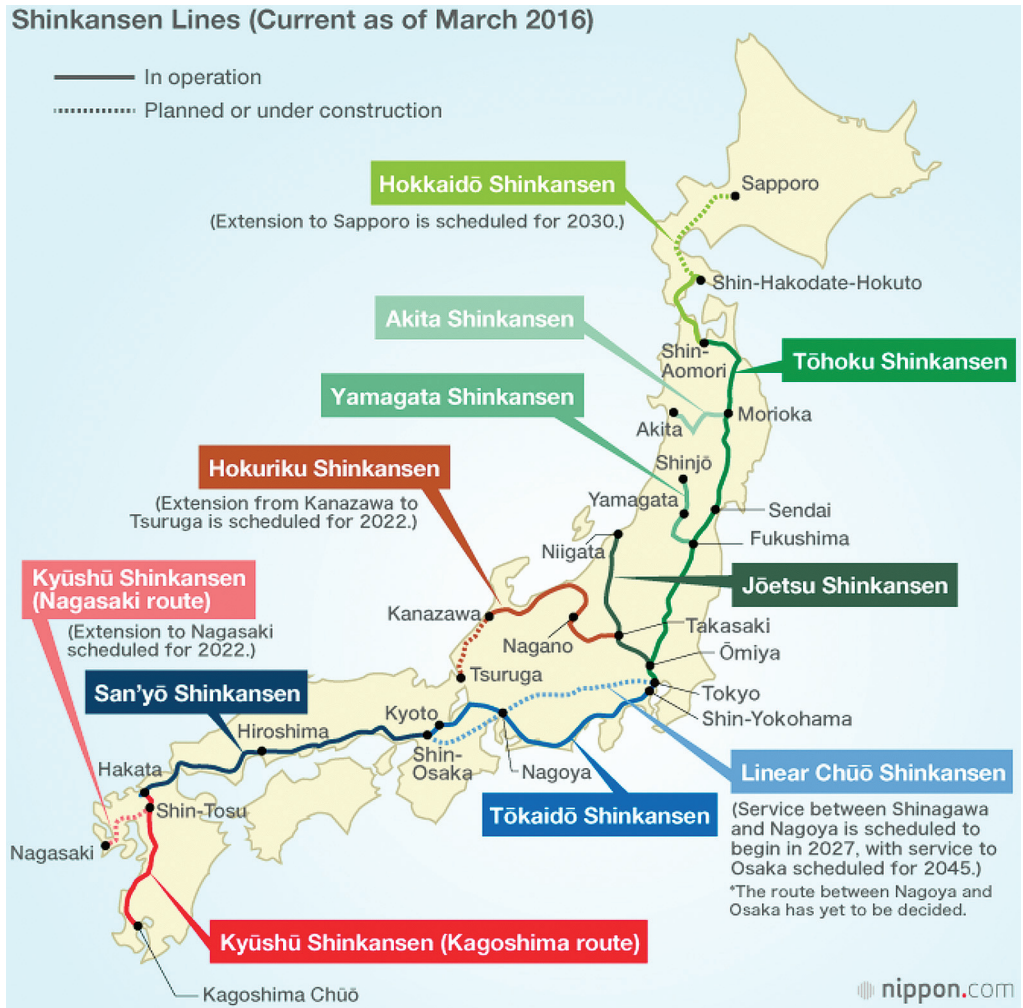 Shinkansen Lines (Current as of March 2016)
In operation
Planned or under construction
Hokkaidō Shinkansen
(Extension to Sapporo is scheduled for 2030.)
Sapporo
Shin-Hakodate-Hokuto
Akita Shinkansen
Shin-
Aomori
Tōhoku Shinkansen
Yamagata Shinkansen
Akita
Morioka
Hokuriku Shinkansen
(Extension from Kanazawa to
Tsuruga is scheduled for 2022.)
Shinjō
Yamagata
Sendai
Niigata
Fukushima
Kyūshū Shinkansen
(Nagasaki route)
(Extension to Nagasaki
scheduled for 2022.)
Jōetsu Shinkansen
Kanazawa
Nagano
Takasaki
Ōmiya
Tsuruga
Tokyo
Shin-Yokohama
San'yō Shinkansen
Kyoto
Hiroshima
Shin-
Osaka
Nagoya
Hakata
Shin-Tosu
Nagasaki
Linear Chūō Shinkansen
(Service between Shinagawa
and Nagoya is scheduled to
begin in 2027, with service to
Osaka scheduled for 2045.)
*The route between Nagoya and
Osaka has yet to be decided.
Tōkaidō Shinkansen
Kyūshū Shinkansen (Kagoshima route)
Kagoshima Chūō
nippon.com